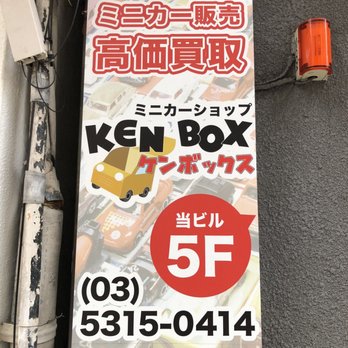 ミニカー販売
高価買取
ミニカーショップ
KEN BOX
ケンボックス
当ビル
5F
(03)
5315-0414